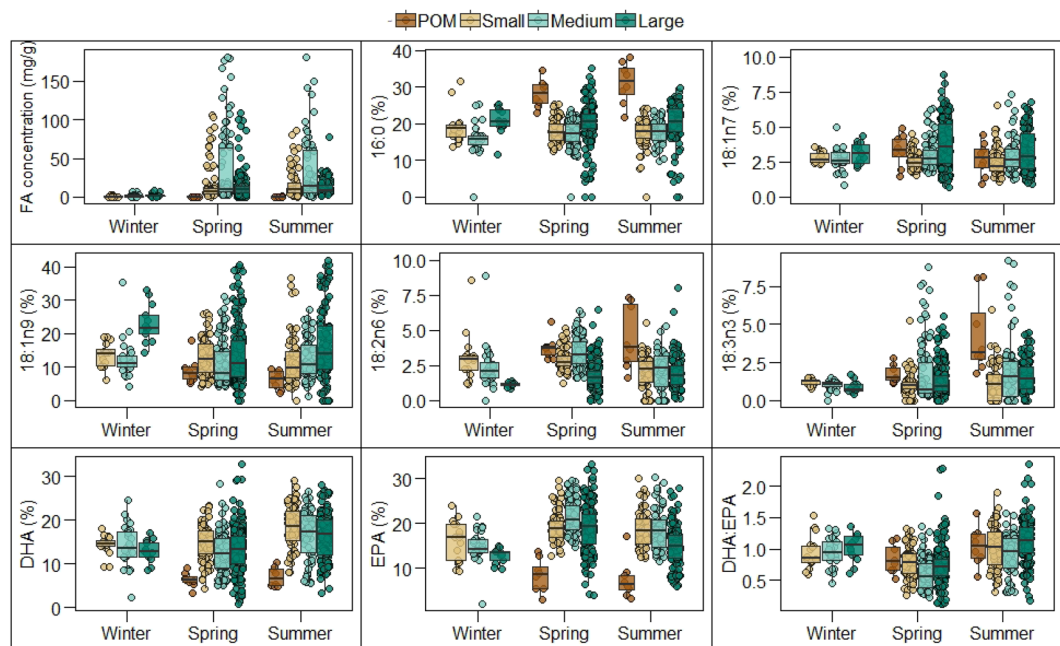 POM Small Medium Large
FA concentration (mg/g)
150
100
50
0
Winter Spring Summer
16:0 (%)
40
30
20
10
0
Winter Spring Summer
18:1n7 (%)
10.0
7.5
5.0
2.5
0.0
Winter Spring Summer
18:1n9 (%)
40
30
20
10
0
Winter Spring Summer
18:2n6 (%)
10.0
7.5
5.0
2.5
0.0
Winter Spring Summer
18:3n3 (%)
10.0
7.5
5.0
2.5
0.0
Winter Spring Summer
DHA (%)
30
20
10
0
Winter Spring Summer
EPA (%)
30
20
10
Winter Spring Summer
DHA:EPA
2.0
1.5
1.0
0.5
Winter Spring Summer